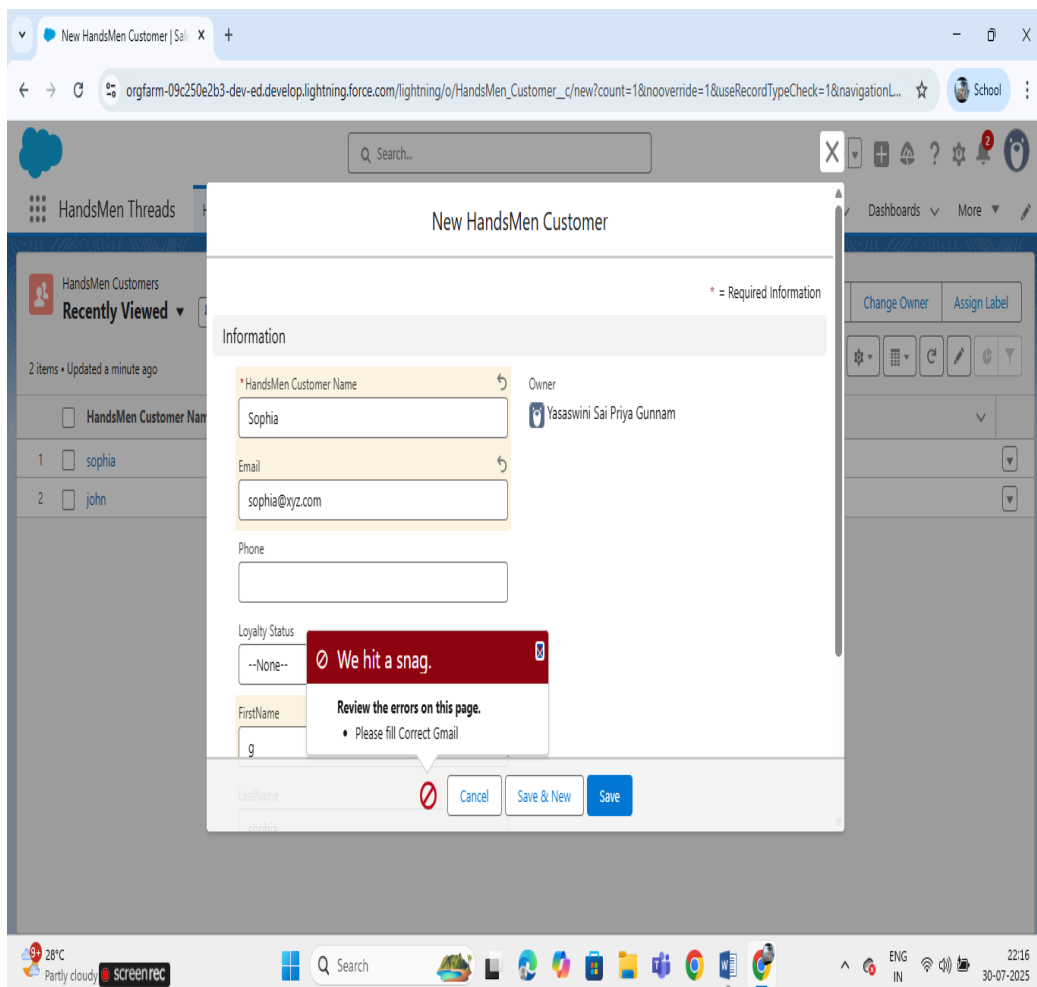 New HandsMen Customer | Sal
orgfarm-09c250e2b3-dev-ed.develop.lightning.force.com/lightning/o/HandsMen_Customer__c/new?count=1&nooverride=1&useRecordTypeCheck=1&navigationL...
School
Search...
2
HandsMen Threads
H
Dashboards
More
New HandsMen Customer
HandsMen Customers
Recently Viewed
Change Owner
Assign Label
* = Required Information
Information
2 items • Updated a minute ago
*HandsMen Customer Name
Owner
Sophia
Yasaswini Sai Priya Gunnam
HandsMen Customer Nam
1 sophia
Email
sophia@xyz.com
2 john
Phone
Loyalty Status
--None--
We hit a snag.
Review the errors on this page.
• Please fill Correct Gmail
FirstName
g
LastName
sophia
Cancel
Save & New
Save
9+
28°C
Partly cloudy
screenrec
Search
ENG
IN
22:16
30-07-2025